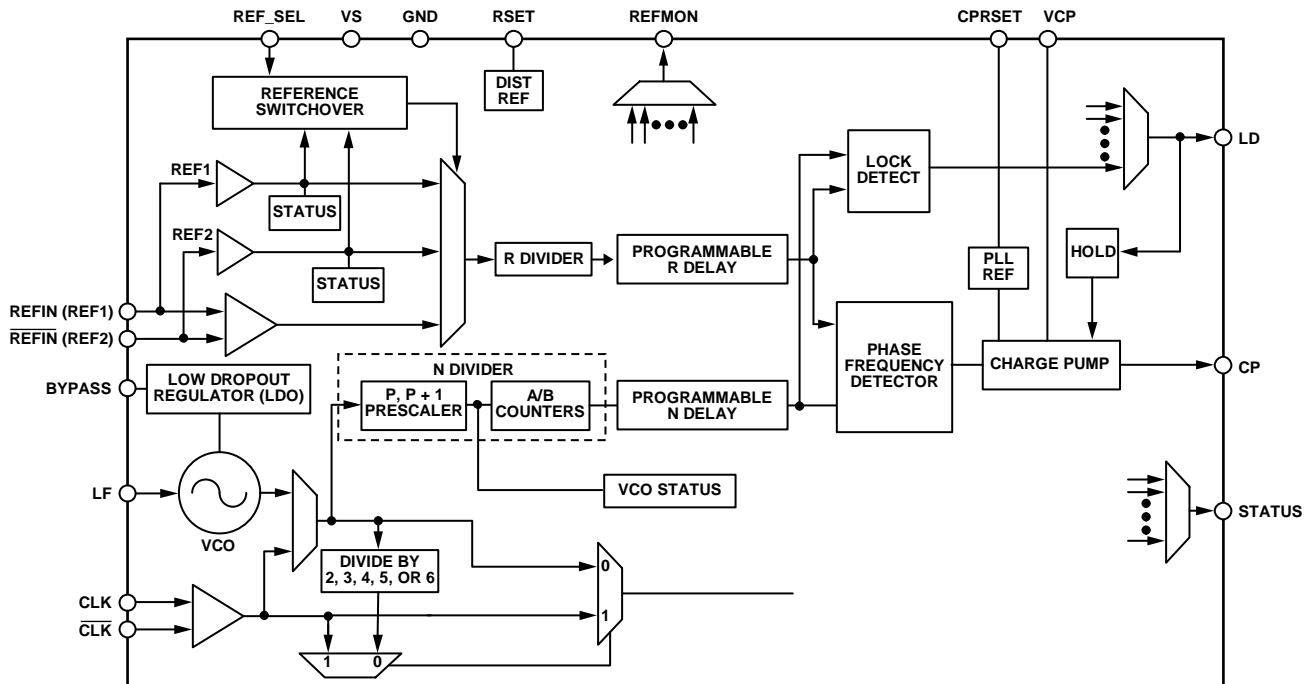 REF_SEL
VS
GND
RSET
REFMON
CPRSET
VCP
DIST
REF
REFERENCE
SWITCHOVER
LD
LOCK
DETECT
REF1
STATUS
REF2
STATUS
HOLD
R DIVIDER
PROGRAMMABLE
R DELAY
PLL
REF
REFIN (REF1)
REFIN (REF2)
PHASE
FREQUENCY
DETECTOR
CHARGE PUMP
CP
BYPASS
LOW DROPOUT
REGULATOR (LDO)
N DIVIDER
P, P + 1
PRESCALER
A/B
COUNTERS
PROGRAMMABLE
N DELAY
LF
VCO
VCO STATUS
STATUS
DIVIDE BY
2, 3, 4, 5, OR 6
0
1
CLK
CLK
1
0